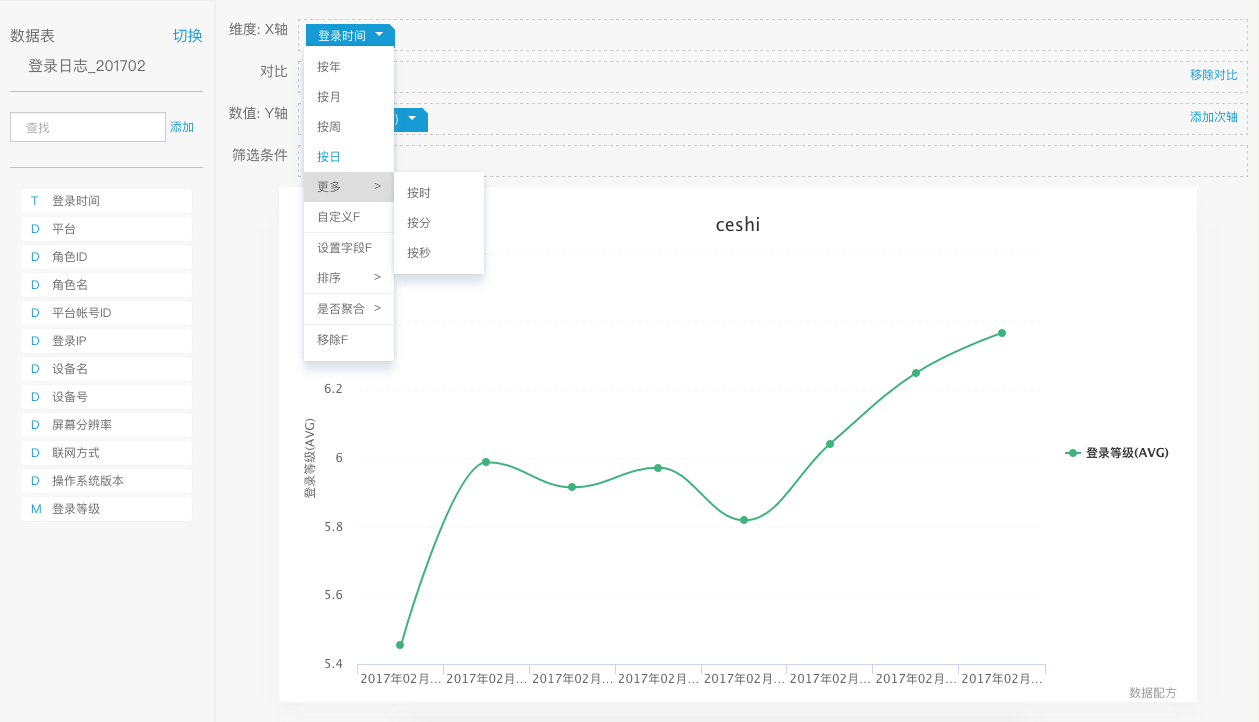 数据表 切换
登录日志_201702
查找 添加
T 登录时间
D 平台
D 角色ID
D 角色名
D 平台帐号ID
D 登录IP
D 设备名
D 设备号
D 屏幕分辨率
D 联网方式
D 操作系统版本
M 登录等级
维度: X轴 登录时间
对比 移除对比
数值: Y轴 ) 添加次轴
筛选条件
按年
按月
按周
按日
更多 >
自定义F
设置字段F
排序 >
是否聚合 >
移除F
按时
按分
按秒
ceshi
6.2
6
5.8
5.6
5.4
登录等级(AVG)
登录等级(AVG)
2017年02月... 2017年02月... 2017年02月... 2017年02月... 2017年02月... 2017年02月... 2017年02月... 2017年02月...
数据配方